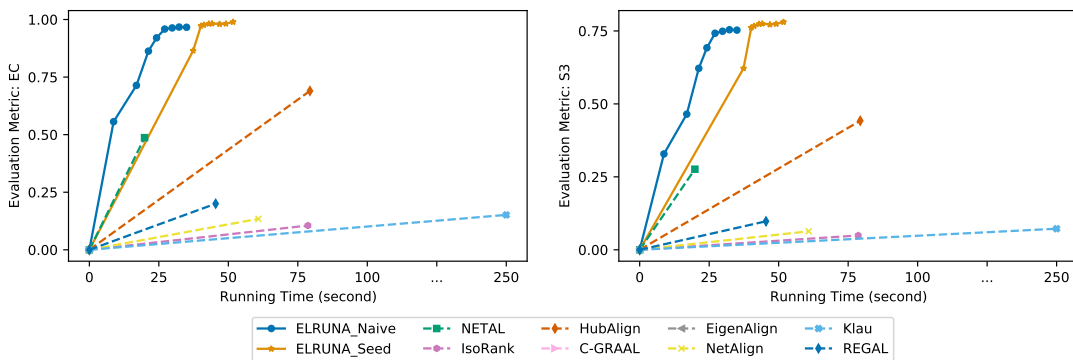 Evaluation Metric: EC
1.00
0.75
0.50
0.25
0.00
0 25 50 75 100 ... 250
Running Time (second)
Evaluation Metric: S3
0.75
0.50
0.25
0.00
0 25 50 75 100 ... 250
Running Time (second)
ELRUNA_Naive NETAL HubAlign EigenAlign Klau
ELRUNA_Seed IsoRank C-GRAAL NetAlign REGAL